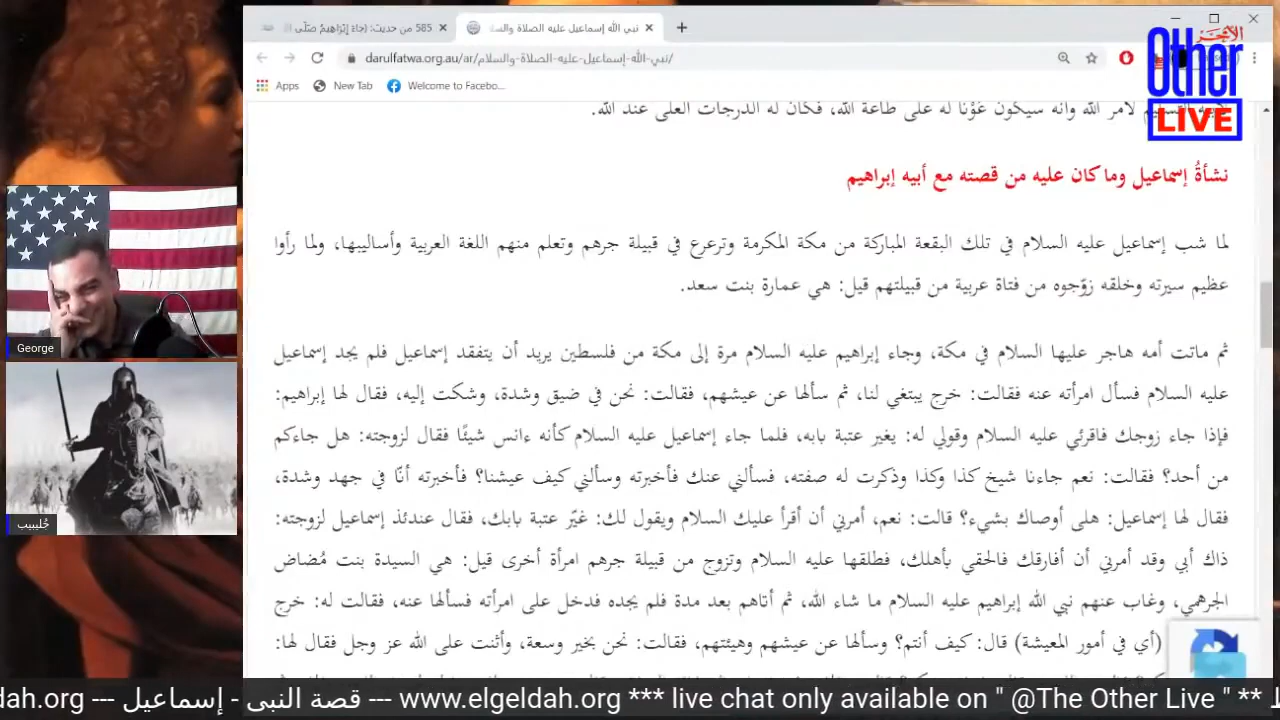 585 من حديث: (جَاءَ إِبْرَاهِيمُ صَلَّى ا
نبي الله إسماعيل عليه الصلاة والسلا
darulfatwa.org.au/ar/نبي-الله-إسماعيل-عليه-الصلاة-والسلام/
Apps
New Tab
Welcome to Facebo...
الآخر
Other
LIVE
التسليم لأمر الله وأنه سيكون عَوْنًا له على طاعة الله، فكان له الدرجات العلى عند الله.
نشأةُ إسماعيل وما كان عليه من قصته مع أبيه إبراهيم
لما شب إسماعيل عليه السلام في تلك البقعة المباركة من مكة المكرمة وترعرع في قبيلة جرهم وتعلم منهم اللغة العربية وأساليبها، ولما رأوا
عظيم سيرته وخلقه زوّجوه من فتاة عربية من قبيلتهم قيل: هي عمارة بنت سعد.
ثم ماتت أمه هاجر عليها السلام في مكة، وجاء إبراهيم عليه السلام مرة إلى مكة من فلسطين يريد أن يتفقد إسماعيل فلم يجد إسماعيل
عليه السلام فسأل امرأته عنه فقالت: خرج يبتغي لنا، ثم سألها عن عيشهم، فقالت: نحن في ضيق وشدة، وشكت إليه، فقال لها إبراهيم:
فإذا جاء زوجك فاقرئي عليه السلام وقولي له: يغير عتبة بابه، فلما جاء إسماعيل عليه السلام كأنه ءانس شيئًا فقال لزوجته: هل جاءكم
من أحد؟ فقالت: نعم جاءنا شيخ كذا وكذا وذكرت له صفته، فسألني عنك فأخبرته وسألني كيف عيشنا؟ فأخبرته أنّا في جهد وشدة،
فقال لها إسماعيل: هلى أوصاك بشيء؟ قالت: نعم، أمرني أن أقرأ عليك السلام ويقول لك: غيّر عتبة بابك، فقال عندئذ إسماعيل لزوجته:
ذاك أبي وقد أمرني أن أفارقك فالحقي بأهلك، فطلقها عليه السلام وتزوج من قبيلة جرهم امرأة أخرى قيل: هي السيدة بنت مُضاض
الجرهمي، وغاب عنهم نبي الله إبراهيم عليه السلام ما شاء الله، ثم أتاهم بعد مدة فلم يجده فدخل على امرأته فسألها عنه، فقالت له: خرج
(أي في أمور المعيشة) قال: كيف أنتم؟ وسألها عن عيشهم وهيئتهم، فقالت: نحن بخير وسعة، وأثنت على الله عز وجل فقال لها:
George
جُليبيب
dah.org --- قصة النبى - إسماعيل --- www.elgeldah.org *** live chat only available on " @The Other Live " **